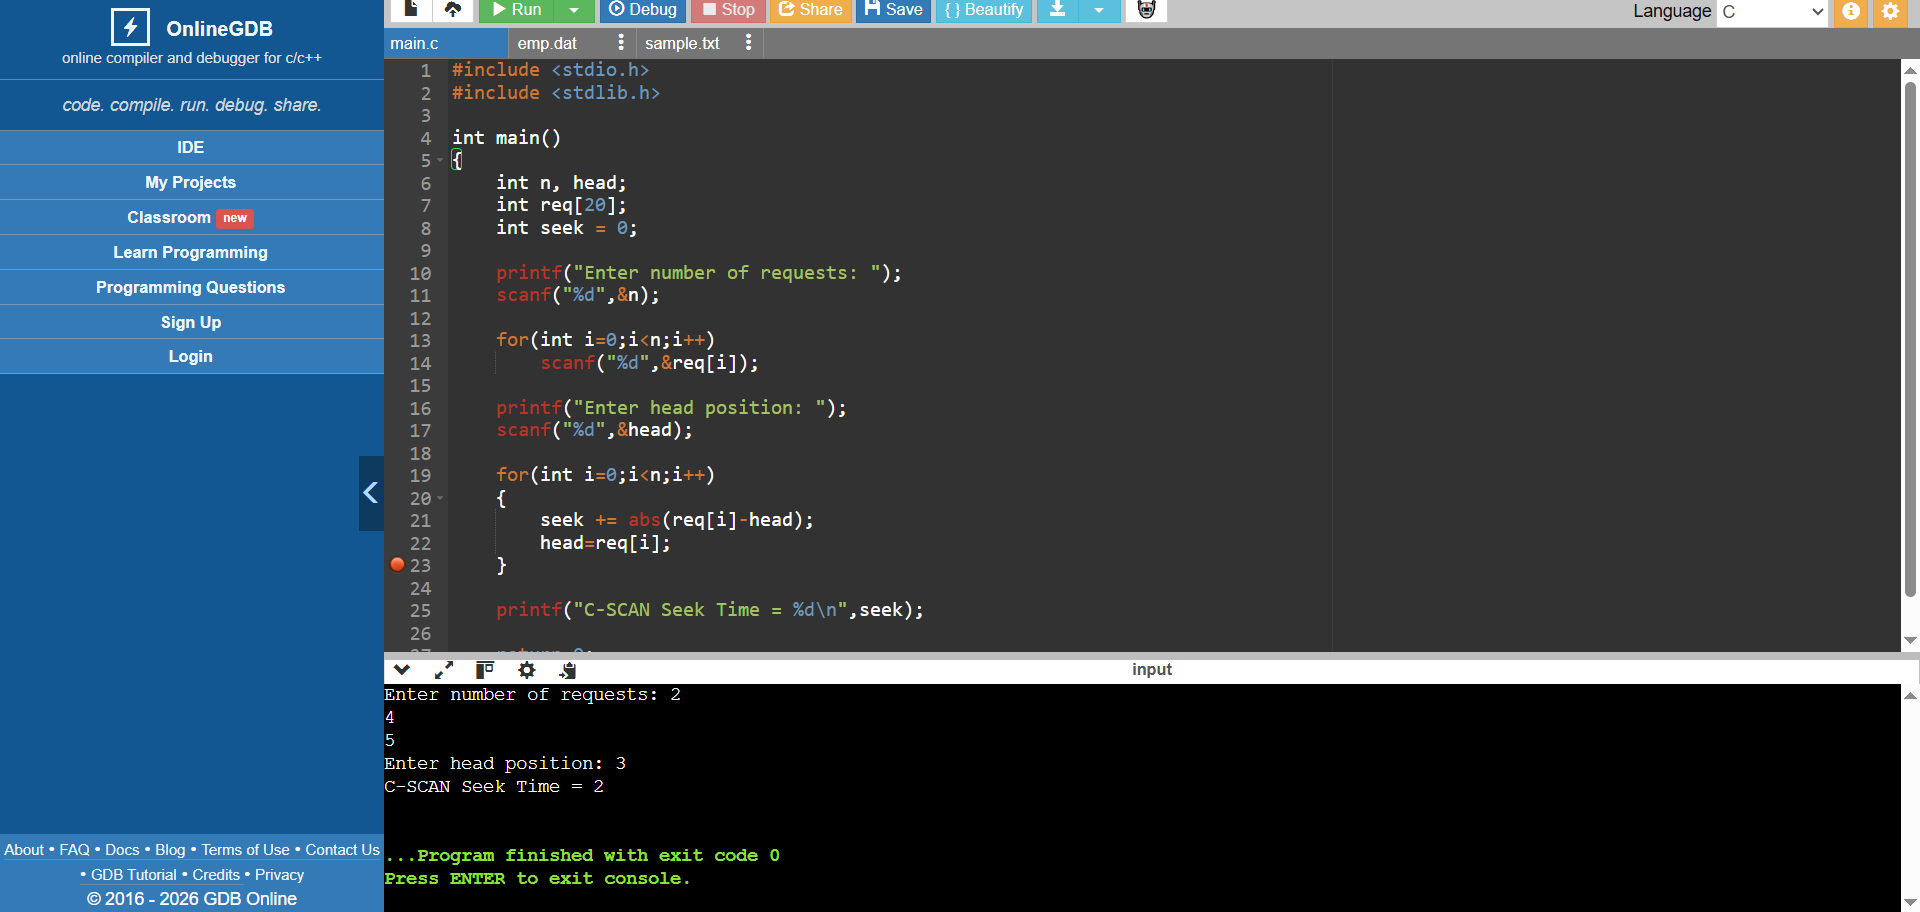 OnlineGDB
online compiler and debugger for c/c++
code. compile. run. debug. share.
IDE
My Projects
Classroom new
Learn Programming
Programming Questions
Sign Up
Login
About • FAQ • Docs • Blog • Terms of Use • Contact Us
• GDB Tutorial • Credits • Privacy
© 2016 - 2026 GDB Online
Run Debug Stop Share Save { } Beautify
Language C
main.c emp.dat sample.txt
1 #include <stdio.h>
2 #include <stdlib.h>
3
4 int main()
5 {
6 int n, head;
7 int req[20];
8 int seek = 0;
9
10 printf("Enter number of requests: ");
11 scanf("%d",&n);
12
13 for(int i=0;i<n;i++)
14 scanf("%d",&req[i]);
15
16 printf("Enter head position: ");
17 scanf("%d",&head);
18
19 for(int i=0;i<n;i++)
20 {
21 seek += abs(req[i]-head);
22 head=req[i];
23 }
24
25 printf("C-SCAN Seek Time = %d\n",seek);
26
input
Enter number of requests: 2
4
5
Enter head position: 3
C-SCAN Seek Time = 2
...Program finished with exit code 0
Press ENTER to exit console.